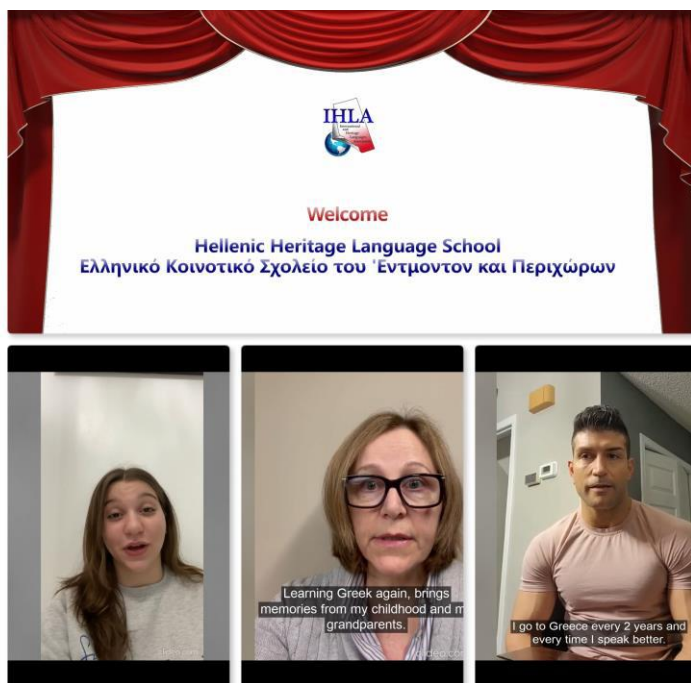 IHLA
Welcome
Hellenic Heritage Language School
Ελληνικό Κοινοτικό Σχολείο του 'Εντμοντον και Περιχώρων
Learning Greek again, brings
memories from my childhood and m
grandparents.
I go to Greece every 2 years and
every time I speak better.